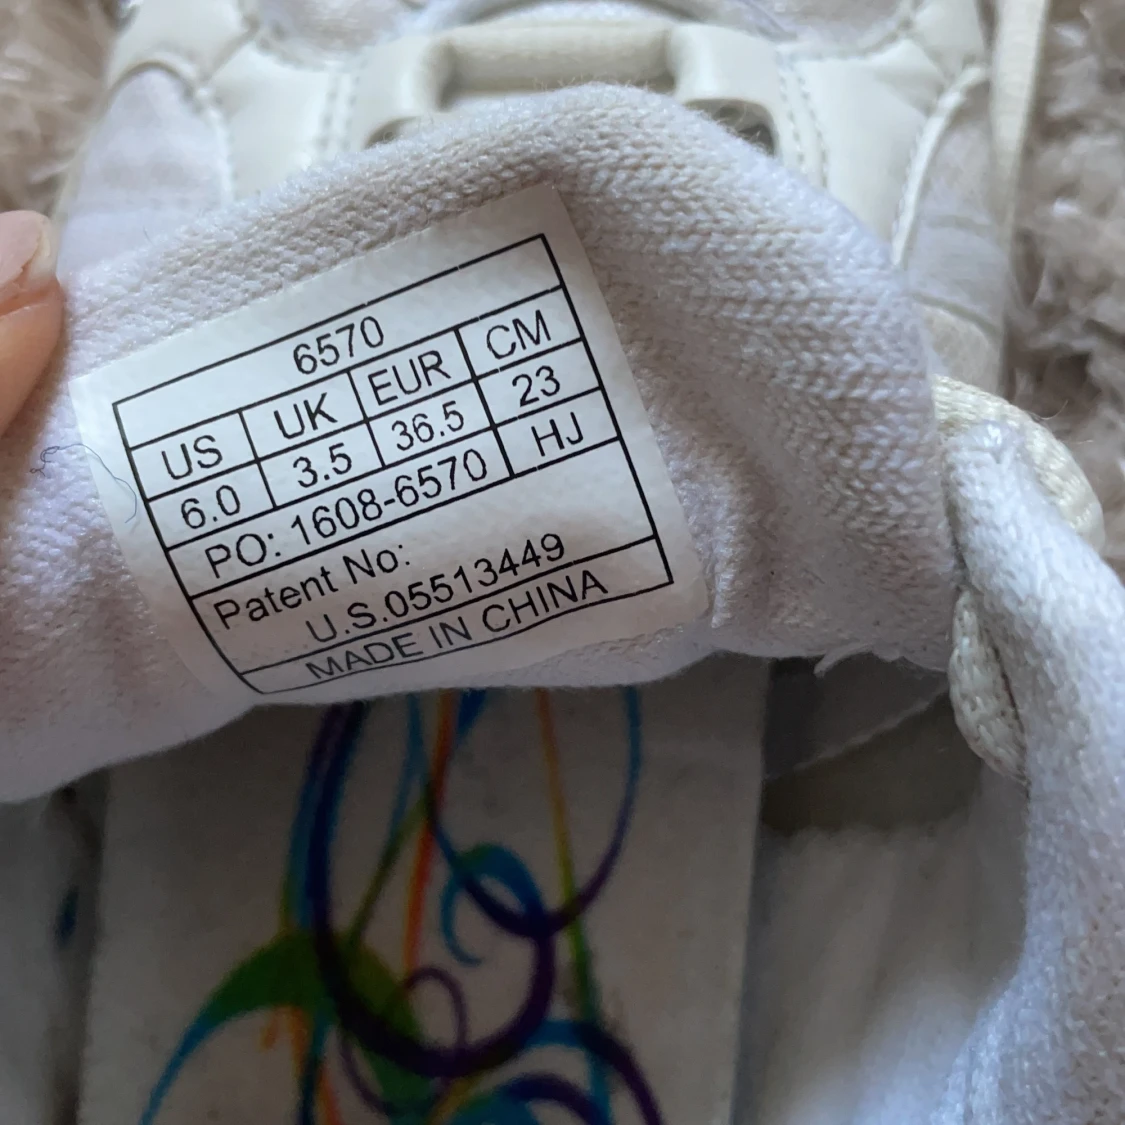 6570
US UK EUR CM
6.0 3.5 36.5 23
PO: 1608-6570 HJ
Patent No:
U.S.05513449
MADE IN CHINA